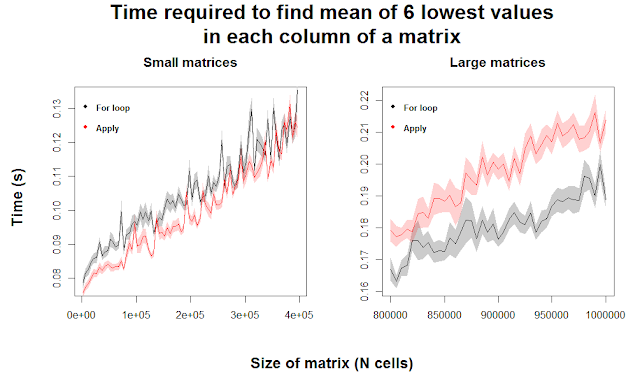 Time required to find mean of 6 lowest values
in each column of a matrix
Small matrices
Large matrices
For loop
Apply
For loop
Apply
Time (s)
0.13
0.12
0.11
0.10
0.09
0.08
0e+00 1e+05 2e+05 3e+05 4e+05
0.22
0.21
0.20
0.19
0.18
0.17
0.16
800000 850000 900000 950000 1000000
Size of matrix (N cells)